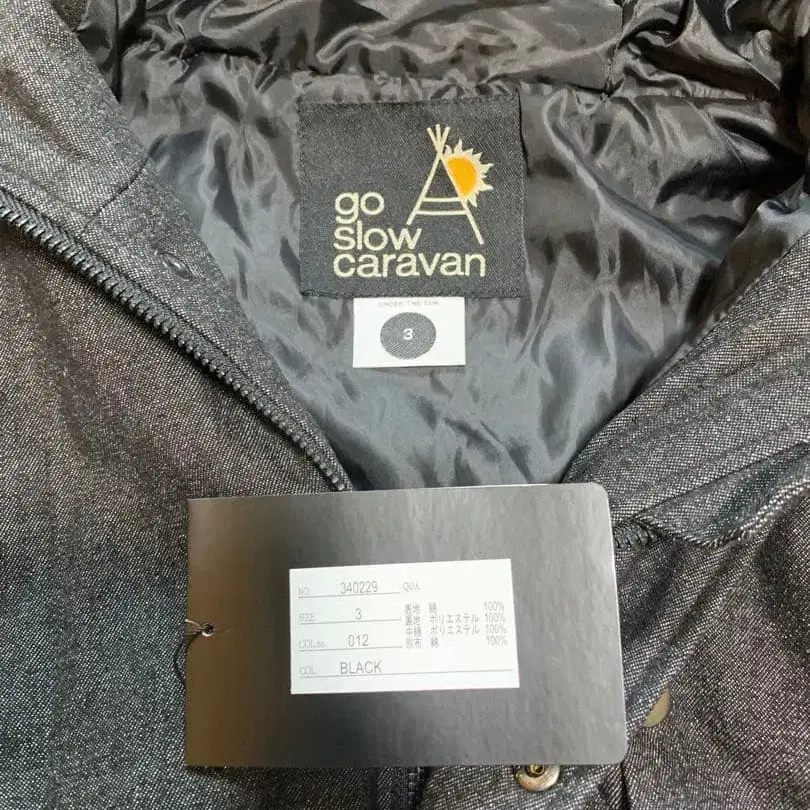 go
slow
caravan
UNDER THE SUN
3
NO. 340229 QUA
SIZE 3
COL.no. 012
COL BLACK
表地 綿 100%
裏地 ポリエステル 100%
中綿 ポリエステル 100%
別布 綿 100%